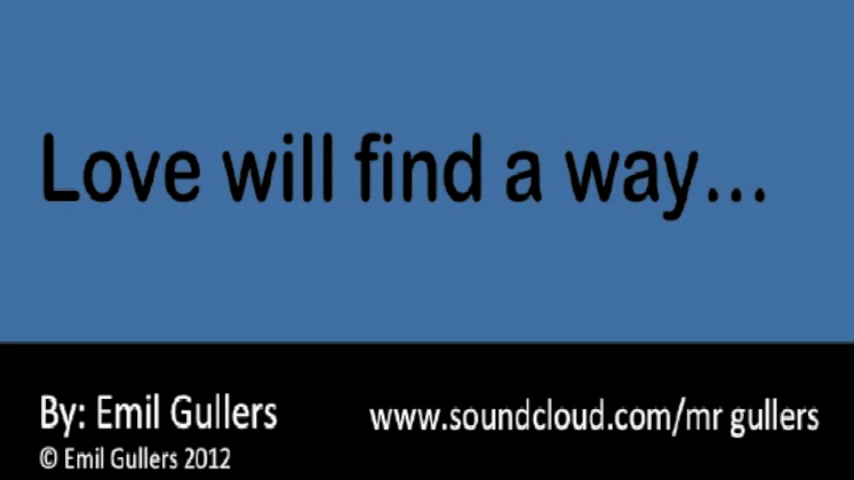 Love will find a way...
By: Emil Gullers
www.soundcloud.com/mr gullers
© Emil Gullers 2012